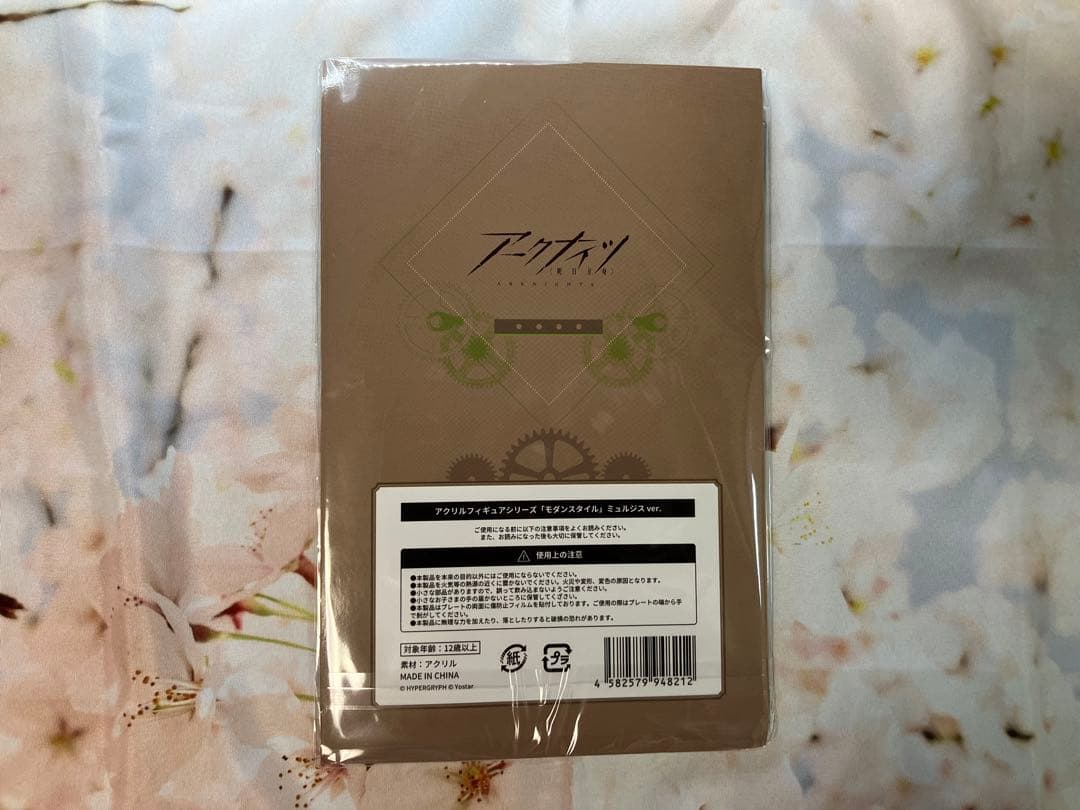 アークナイツ
ARKNIGHTS
アクリルフィギュアシリーズ「モダンスタイル」ミュルジス ver.
ご使用になる前に以下の注意事項をよくお読みください。
また、お読みになった後も大切に保管してください。
使用上の注意
●本製品を本来の目的以外にはご使用にならないでください。
●本製品を火気等の熱源の近くに置かないでください。火災や変形、変色の原因となります。
●小さな部品がありますので、誤って飲み込まないようご注意ください。
●小さなお子さまの手の届かないところに保管してください。
●本製品はプレートの両面に傷防止フィルムを貼付しております。ご使用の際はプレートの端から手
で剥がしてください。
●本製品に無理な力を加えたり、落としたりすると破損の恐れがあります。
対象年齢：12歳以上
素材：アクリル
MADE IN CHINA
© HYPERGRYPH © Yostar
紙
プラ
4 582579 948212